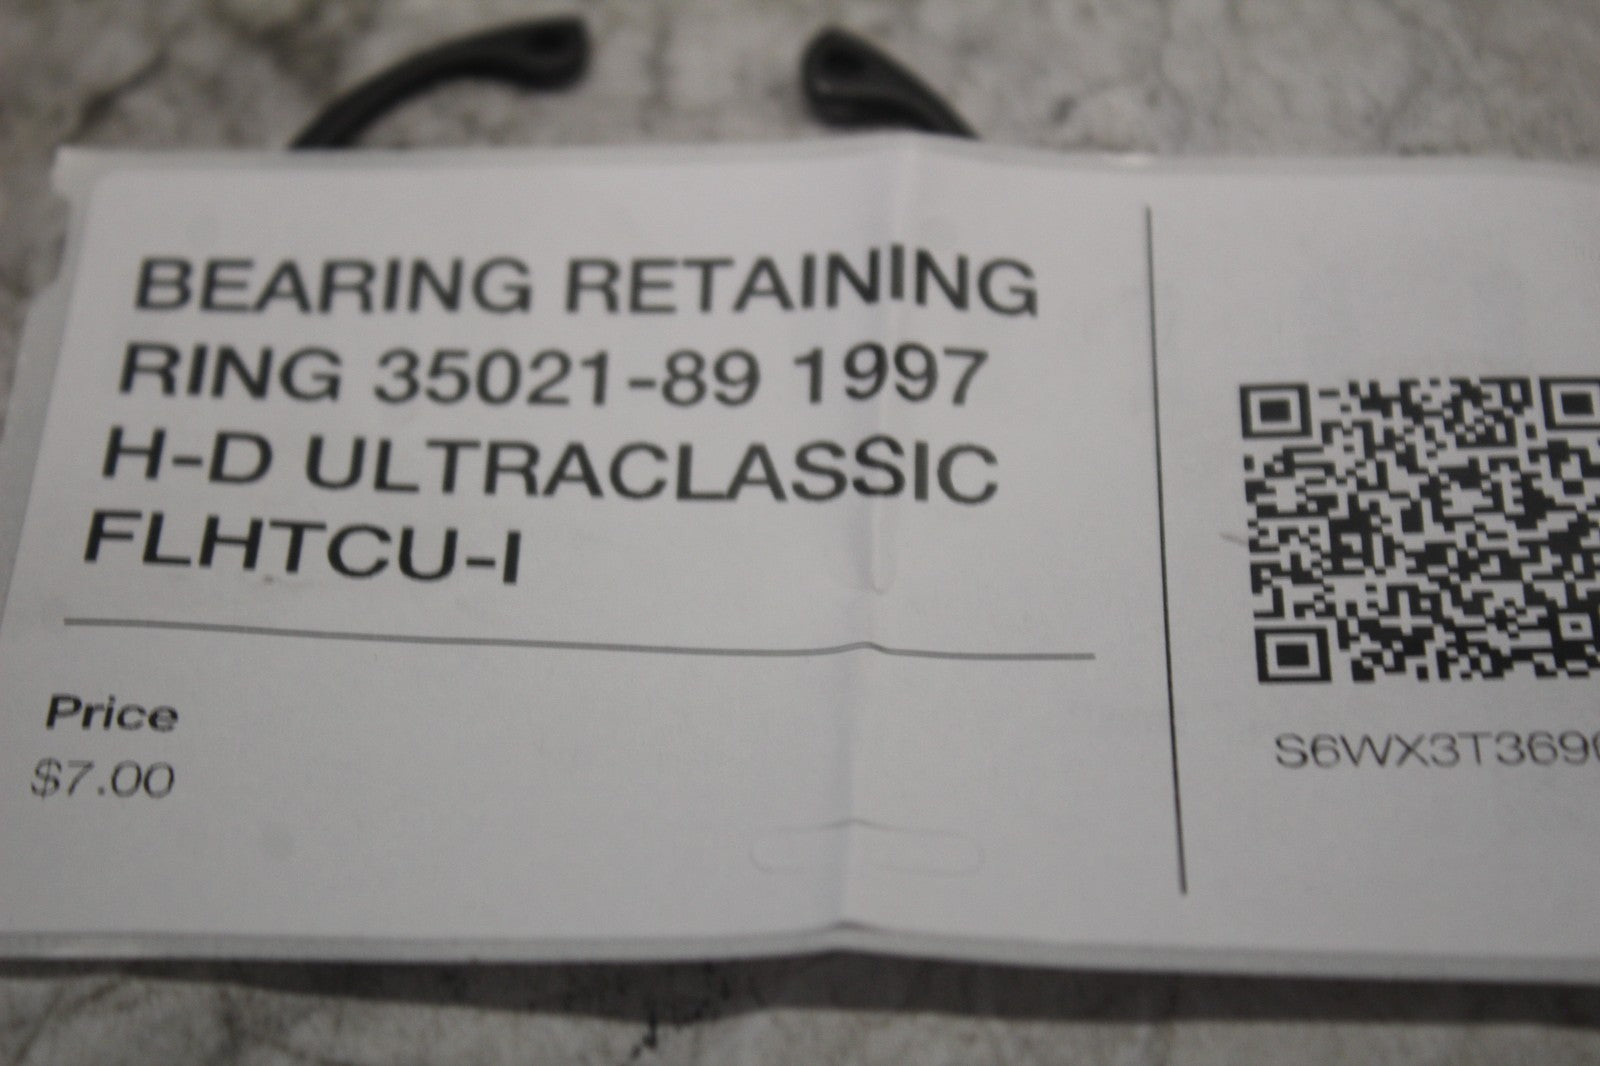 BEARING RETAINING
RING 35021-89 1997
H-D ULTRACLASSIC
FLHTCU-I
Price
$7.00
S6WX3T369